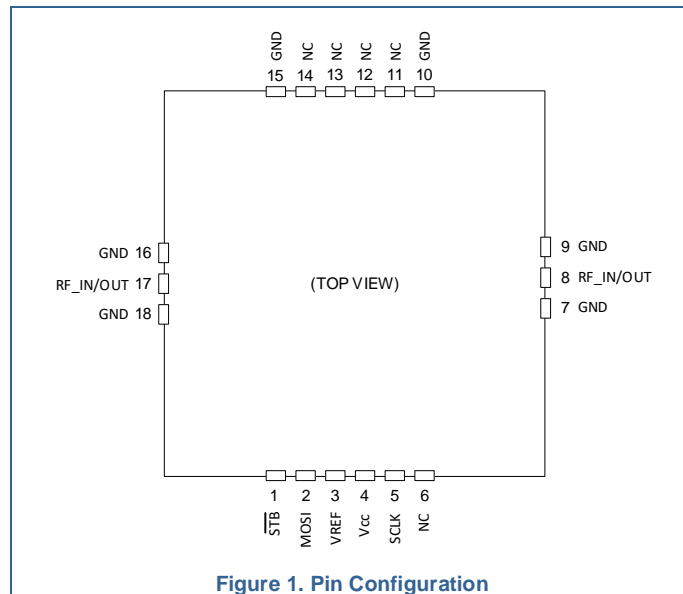 GND NC NC NC NC GND
15 14 13 12 11 10
GND 16
RF_IN/OUT 17
GND 18
(TOP VIEW)
9 GND
8 RF_IN/OUT
7 GND
1 2 3 4 5 6
S̅T̅B̅ MOSI VREF Vcc SCLK NC
Figure 1. Pin Configuration